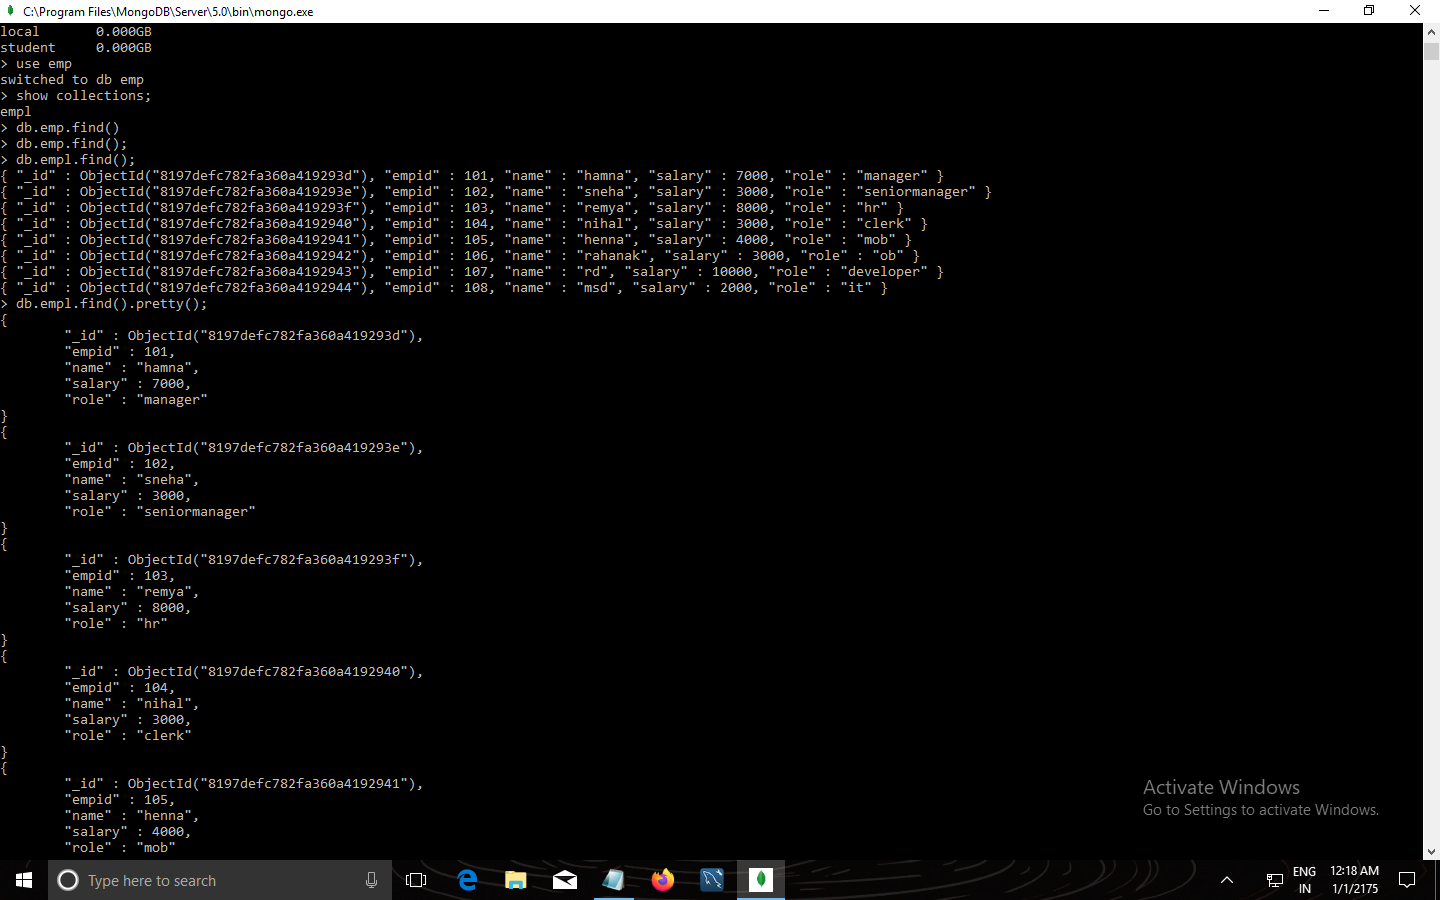 C:\Program Files\MongoDB\Server\5.0\bin\mongo.exe
local       0.000GB
student     0.000GB
> use emp
switched to db emp
> show collections;
empl
> db.emp.find()
> db.emp.find();
> db.empl.find();
{ "_id" : ObjectId("8197defc782fa360a419293d"), "empid" : 101, "name" : "hamna", "salary" : 7000, "role" : "manager" }
{ "_id" : ObjectId("8197defc782fa360a419293e"), "empid" : 102, "name" : "sneha", "salary" : 3000, "role" : "seniormanager" }
{ "_id" : ObjectId("8197defc782fa360a419293f"), "empid" : 103, "name" : "remya", "salary" : 8000, "role" : "hr" }
{ "_id" : ObjectId("8197defc782fa360a4192940"), "empid" : 104, "name" : "nihal", "salary" : 3000, "role" : "clerk" }
{ "_id" : ObjectId("8197defc782fa360a4192941"), "empid" : 105, "name" : "henna", "salary" : 4000, "role" : "mob" }
{ "_id" : ObjectId("8197defc782fa360a4192942"), "empid" : 106, "name" : "rahanak", "salary" : 3000, "role" : "ob" }
{ "_id" : ObjectId("8197defc782fa360a4192943"), "empid" : 107, "name" : "rd", "salary" : 10000, "role" : "developer" }
{ "_id" : ObjectId("8197defc782fa360a4192944"), "empid" : 108, "name" : "msd", "salary" : 2000, "role" : "it" }
> db.empl.find().pretty();
{
        "_id" : ObjectId("8197defc782fa360a419293d"),
        "empid" : 101,
        "name" : "hamna",
        "salary" : 7000,
        "role" : "manager"
}
{
        "_id" : ObjectId("8197defc782fa360a419293e"),
        "empid" : 102,
        "name" : "sneha",
        "salary" : 3000,
        "role" : "seniormanager"
}
{
        "_id" : ObjectId("8197defc782fa360a419293f"),
        "empid" : 103,
        "name" : "remya",
        "salary" : 8000,
        "role" : "hr"
}
{
        "_id" : ObjectId("8197defc782fa360a4192940"),
        "empid" : 104,
        "name" : "nihal",
        "salary" : 3000,
        "role" : "clerk"
}
{
        "_id" : ObjectId("8197defc782fa360a4192941"),
        "empid" : 105,
        "name" : "henna",
        "salary" : 4000,
        "role" : "mob"
Activate Windows
Go to Settings to activate Windows.
Type here to search
ENG
IN
12:18 AM
1/1/2175